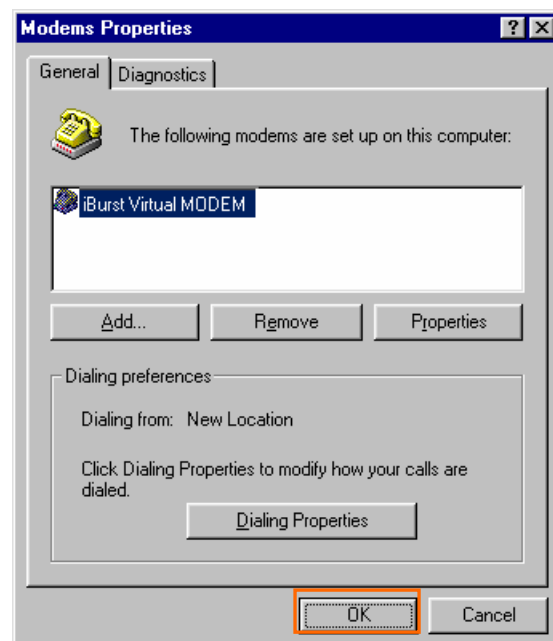 Modems Properties
General Diagnostics
The following modems are set up on this computer:
iBurst Virtual MODEM
Add... Remove Properties
Dialing preferences
Dialing from: New Location
Click Dialing Properties to modify how your calls are
dialed.
Dialing Properties
OK Cancel